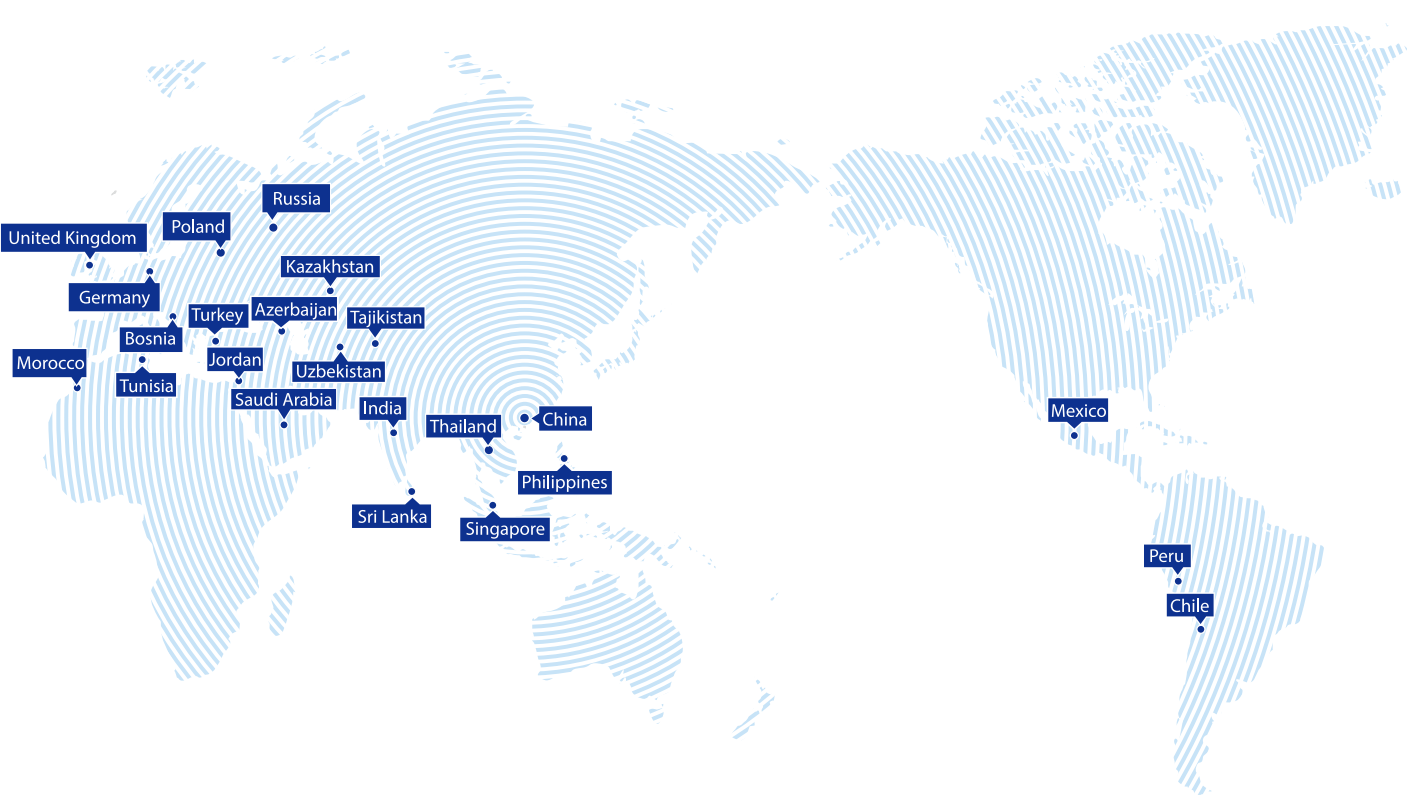 Russia
Poland
United Kingdom
Kazakhstan
Germany
Azerbaijan
Turkey
Tajikistan
Bosnia
Jordan
Morocco
Uzbekistan
Tunisia
Saudi Arabia
India
Mexico
China
Thailand
Philippines
Sri Lanka
Singapore
Peru
Chile